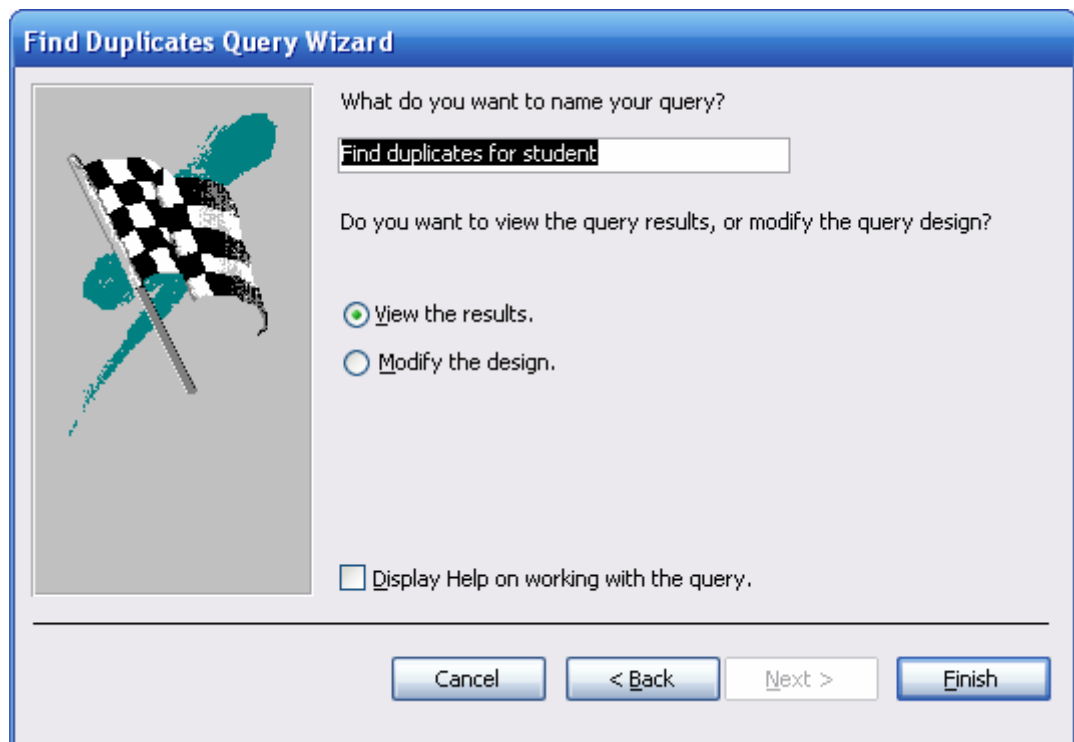 Find Duplicates Query Wizard
What do you want to name your query?
Find duplicates for student
Do you want to view the query results, or modify the query design?
View the results.
Modify the design.
Display Help on working with the query.
Cancel
< Back
Next >
Finish